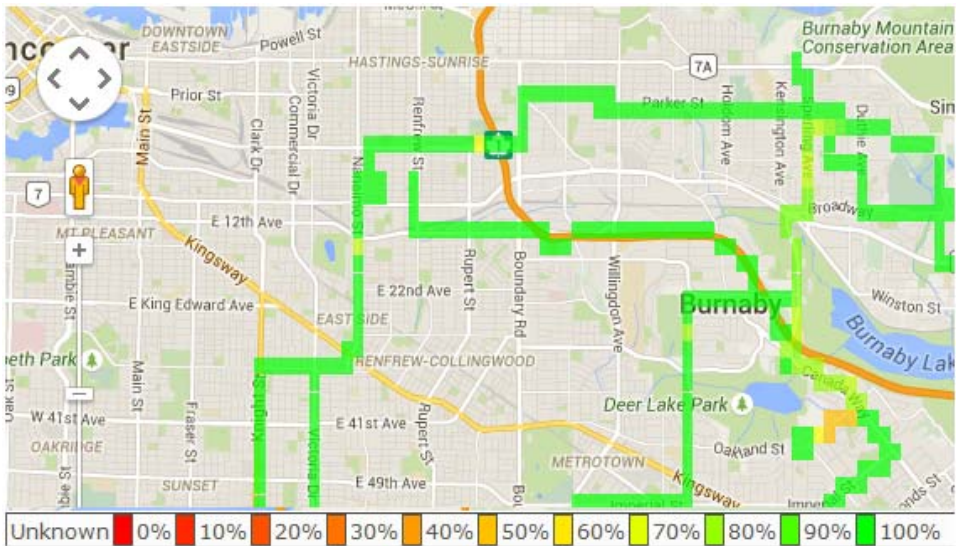 DOWNTOWN
EASTSIDE
Powell St
Burnaby Mountain
Conservation Area
HASTINGS-SUNRISE
7A
Prior St
Main St
Clark Dr
Commercial Dr
Victoria Dr
Nanaimo St
Renfrew St
Parker St
Holdom Ave
Kensington Ave
Sperling Ave
Duthie Ave
1
7
E 12th Ave
Broadway
MT PLEASANT
Kingsway
Rupert St
Boundary Rd
Willingdon Ave
E 22nd Ave
E King Edward Ave
Burnaby
Winston St
EAST SIDE
Burnaby Lak
eth Park
RENFREW-COLLINGWOOD
Main St
Fraser St
Knight St
Victoria Dr
Rupert St
Deer Lake Park
W 41st Ave
E 41st Ave
OAKRIDGE
Oakland St
METROTOWN
SUNSET
E 49th Ave
Kingsway
Imperial St
Unknown 0% 10% 20% 30% 40% 50% 60% 70% 80% 90% 100%